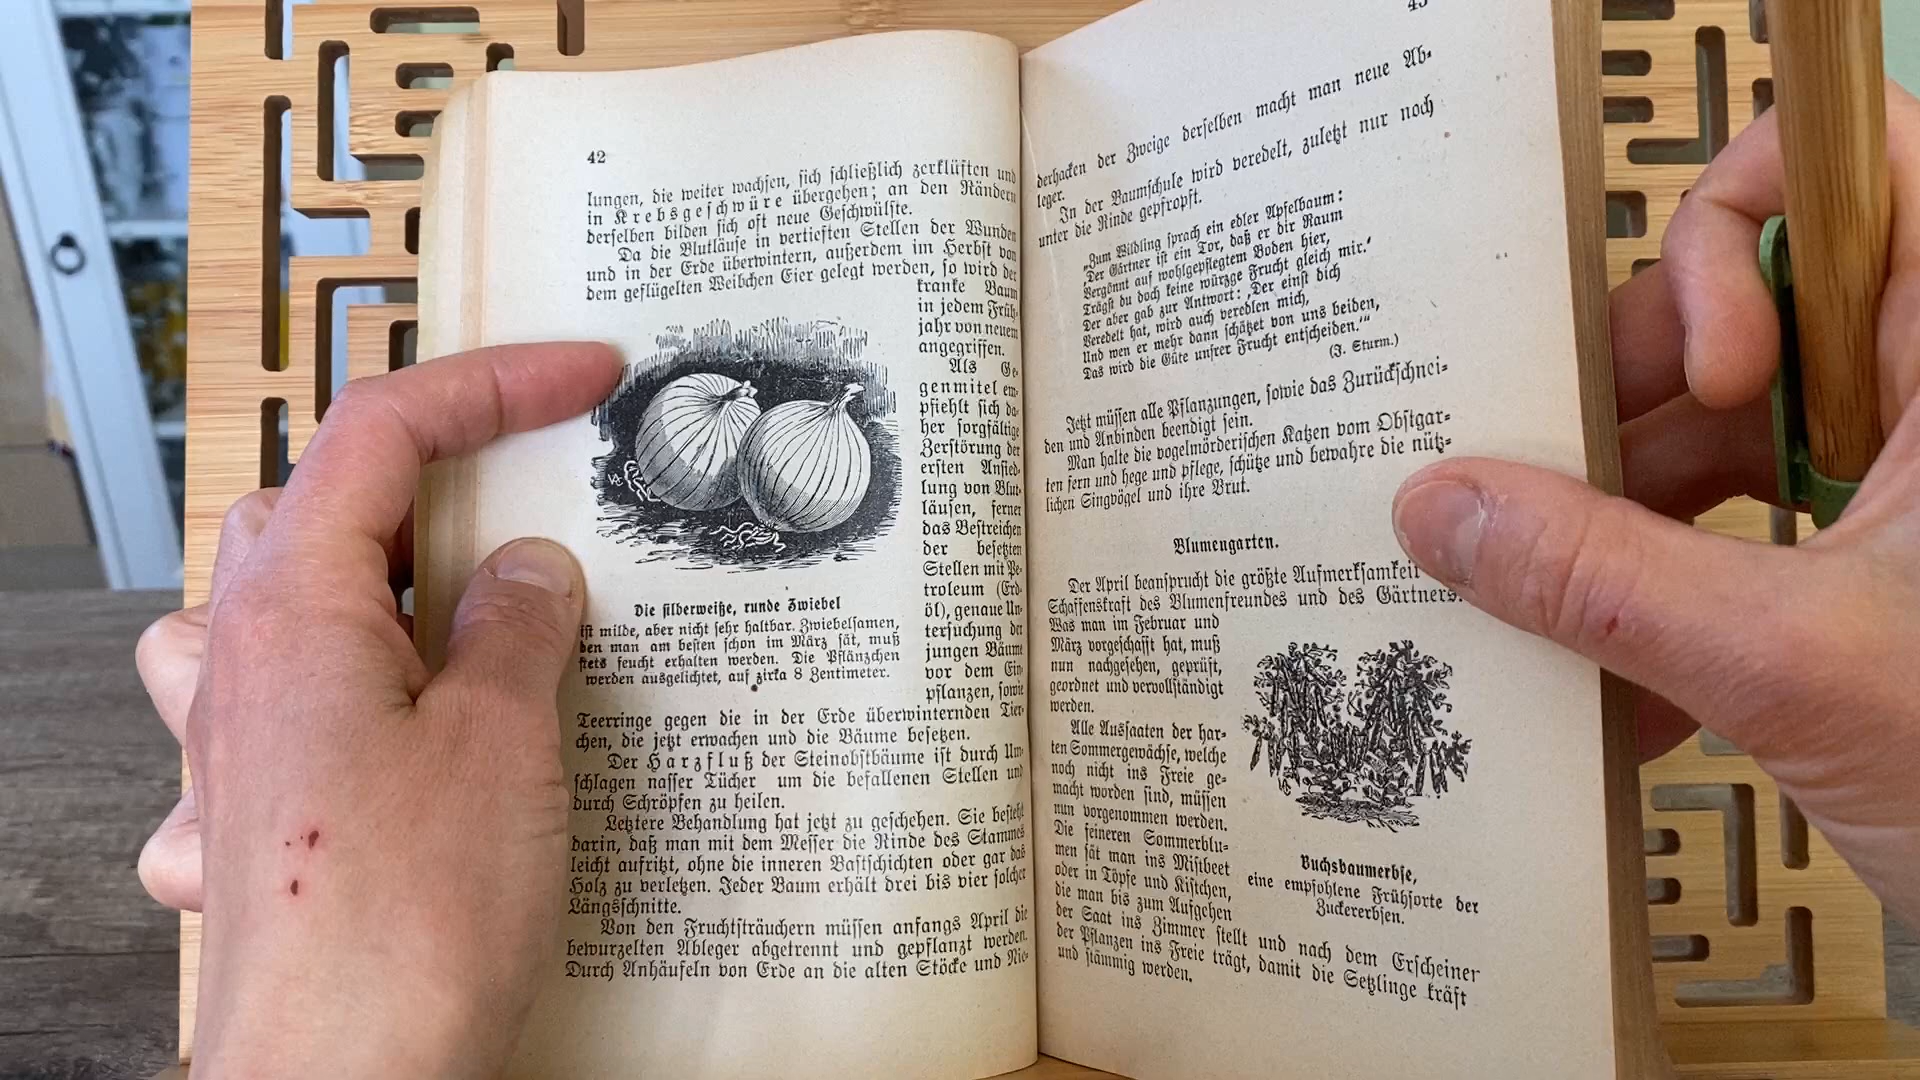 42
lungen, die weiter wachsen, sich schließlich zerklüften und
in Krebsgeschwüre übergehen; an den Rändern
derselben bilden sich oft neue Geschwülste.
Da die Blutläuse in vertieften Stellen der Wunden
und in der Erde überwintern, außerdem im Herbst von
dem geflügelten Weibchen Eier gelegt werden, so wird der
kranke Baum
in jedem Früh-
jahr von neuem
angegriffen.
Als Ge-
genmitel em-
pfiehlt sich da-
her sorgfältige
Zerstörung der
ersten Ansied-
lung von Blut-
läusen, ferner
das Bestreichen
der besetzten
Stellen mit Pe-
troleum (Erd-
öl), genaue Un-
tersuchung der
jungen Bäume
vor dem Ein-
pflanzen, sowie
Die silberweiße, runde Zwiebel
ist milde, aber nicht sehr haltbar. Zwiebelsamen,
den man am besten schon im März sät, muß
stets feucht erhalten werden. Die Pflänzchen
werden ausgelichtet, auf zirka 8 Zentimeter.
Teerringe gegen die in der Erde überwinternden Tier-
chen, die jetzt erwachen und die Bäume besetzen.
Der Harzfluß der Steinobstbäume ist durch Um-
schlagen nasser Tücher um die befallenen Stellen und
durch Schröpfen zu heilen.
Letztere Behandlung hat jetzt zu geschehen. Sie besteht
darin, daß man mit dem Messer die Rinde des Stammes
leicht aufritzt, ohne die inneren Bastschichten oder gar das
Holz zu verletzen. Jeder Baum erhält drei bis vier solcher
Längsschnitte.
Von den Fruchtsträuchern müssen anfangs April die
bewurzelten Ableger abgetrennt und gepflanzt werden.
Durch Anhäufeln von Erde an die alten Stöcke und Nie-
43
derhacken der Zweige derselben macht man neue Ab-
leger.
In der Baumschule wird veredelt, zuletzt nur noch
unter die Rinde gepfropft.
„Zum Wildling sprach ein edler Apfelbaum:
‚Der Gärtner ist ein Tor, daß er dir Raum
Vergönnt auf wohlgepflegtem Boden hier,
Trägst du doch keine würzge Frucht gleich mir.‘
Der aber gab zur Antwort: ‚Der einst dich
Veredelt hat, wird auch veredlen mich,
Und wen er mehr dann schätzet von uns beiden,
Das wird die Güte unsrer Frucht entscheiden.‘“
(J. Sturm.)
Jetzt müssen alle Pflanzungen, sowie das Zurückschnei-
den und Anbinden beendigt sein.
Man halte die vogelmörderischen Katzen vom Obstgar-
ten fern und hege und pflege, schütze und bewahre die nütz-
lichen Singvögel und ihre Brut.
Blumengarten.
Der April beansprucht die größte Aufmerksamkeit
Schaffenskraft des Blumenfreundes und des Gärtners.
Was man im Februar und
März vorgeschafft hat, muß
nun nachgesehen, geprüft,
geordnet und vervollständigt
werden.
Alle Aussaaten der har-
ten Sommergewächse, welche
noch nicht ins Freie ge-
macht worden sind, müssen
nun vorgenommen werden.
Die feineren Sommerblu-
men sät man ins Mistbeet
oder in Töpfe und Kistchen,
die man bis zum Aufgehen
Buchsbaumerbse,
eine empfohlene Frühsorte der
Zuckererbsen.
der Saat ins Zimmer stellt und nach dem Erscheinen
der Pflanzen ins Freie trägt, damit die Setzlinge kräft
und stämmig werden.